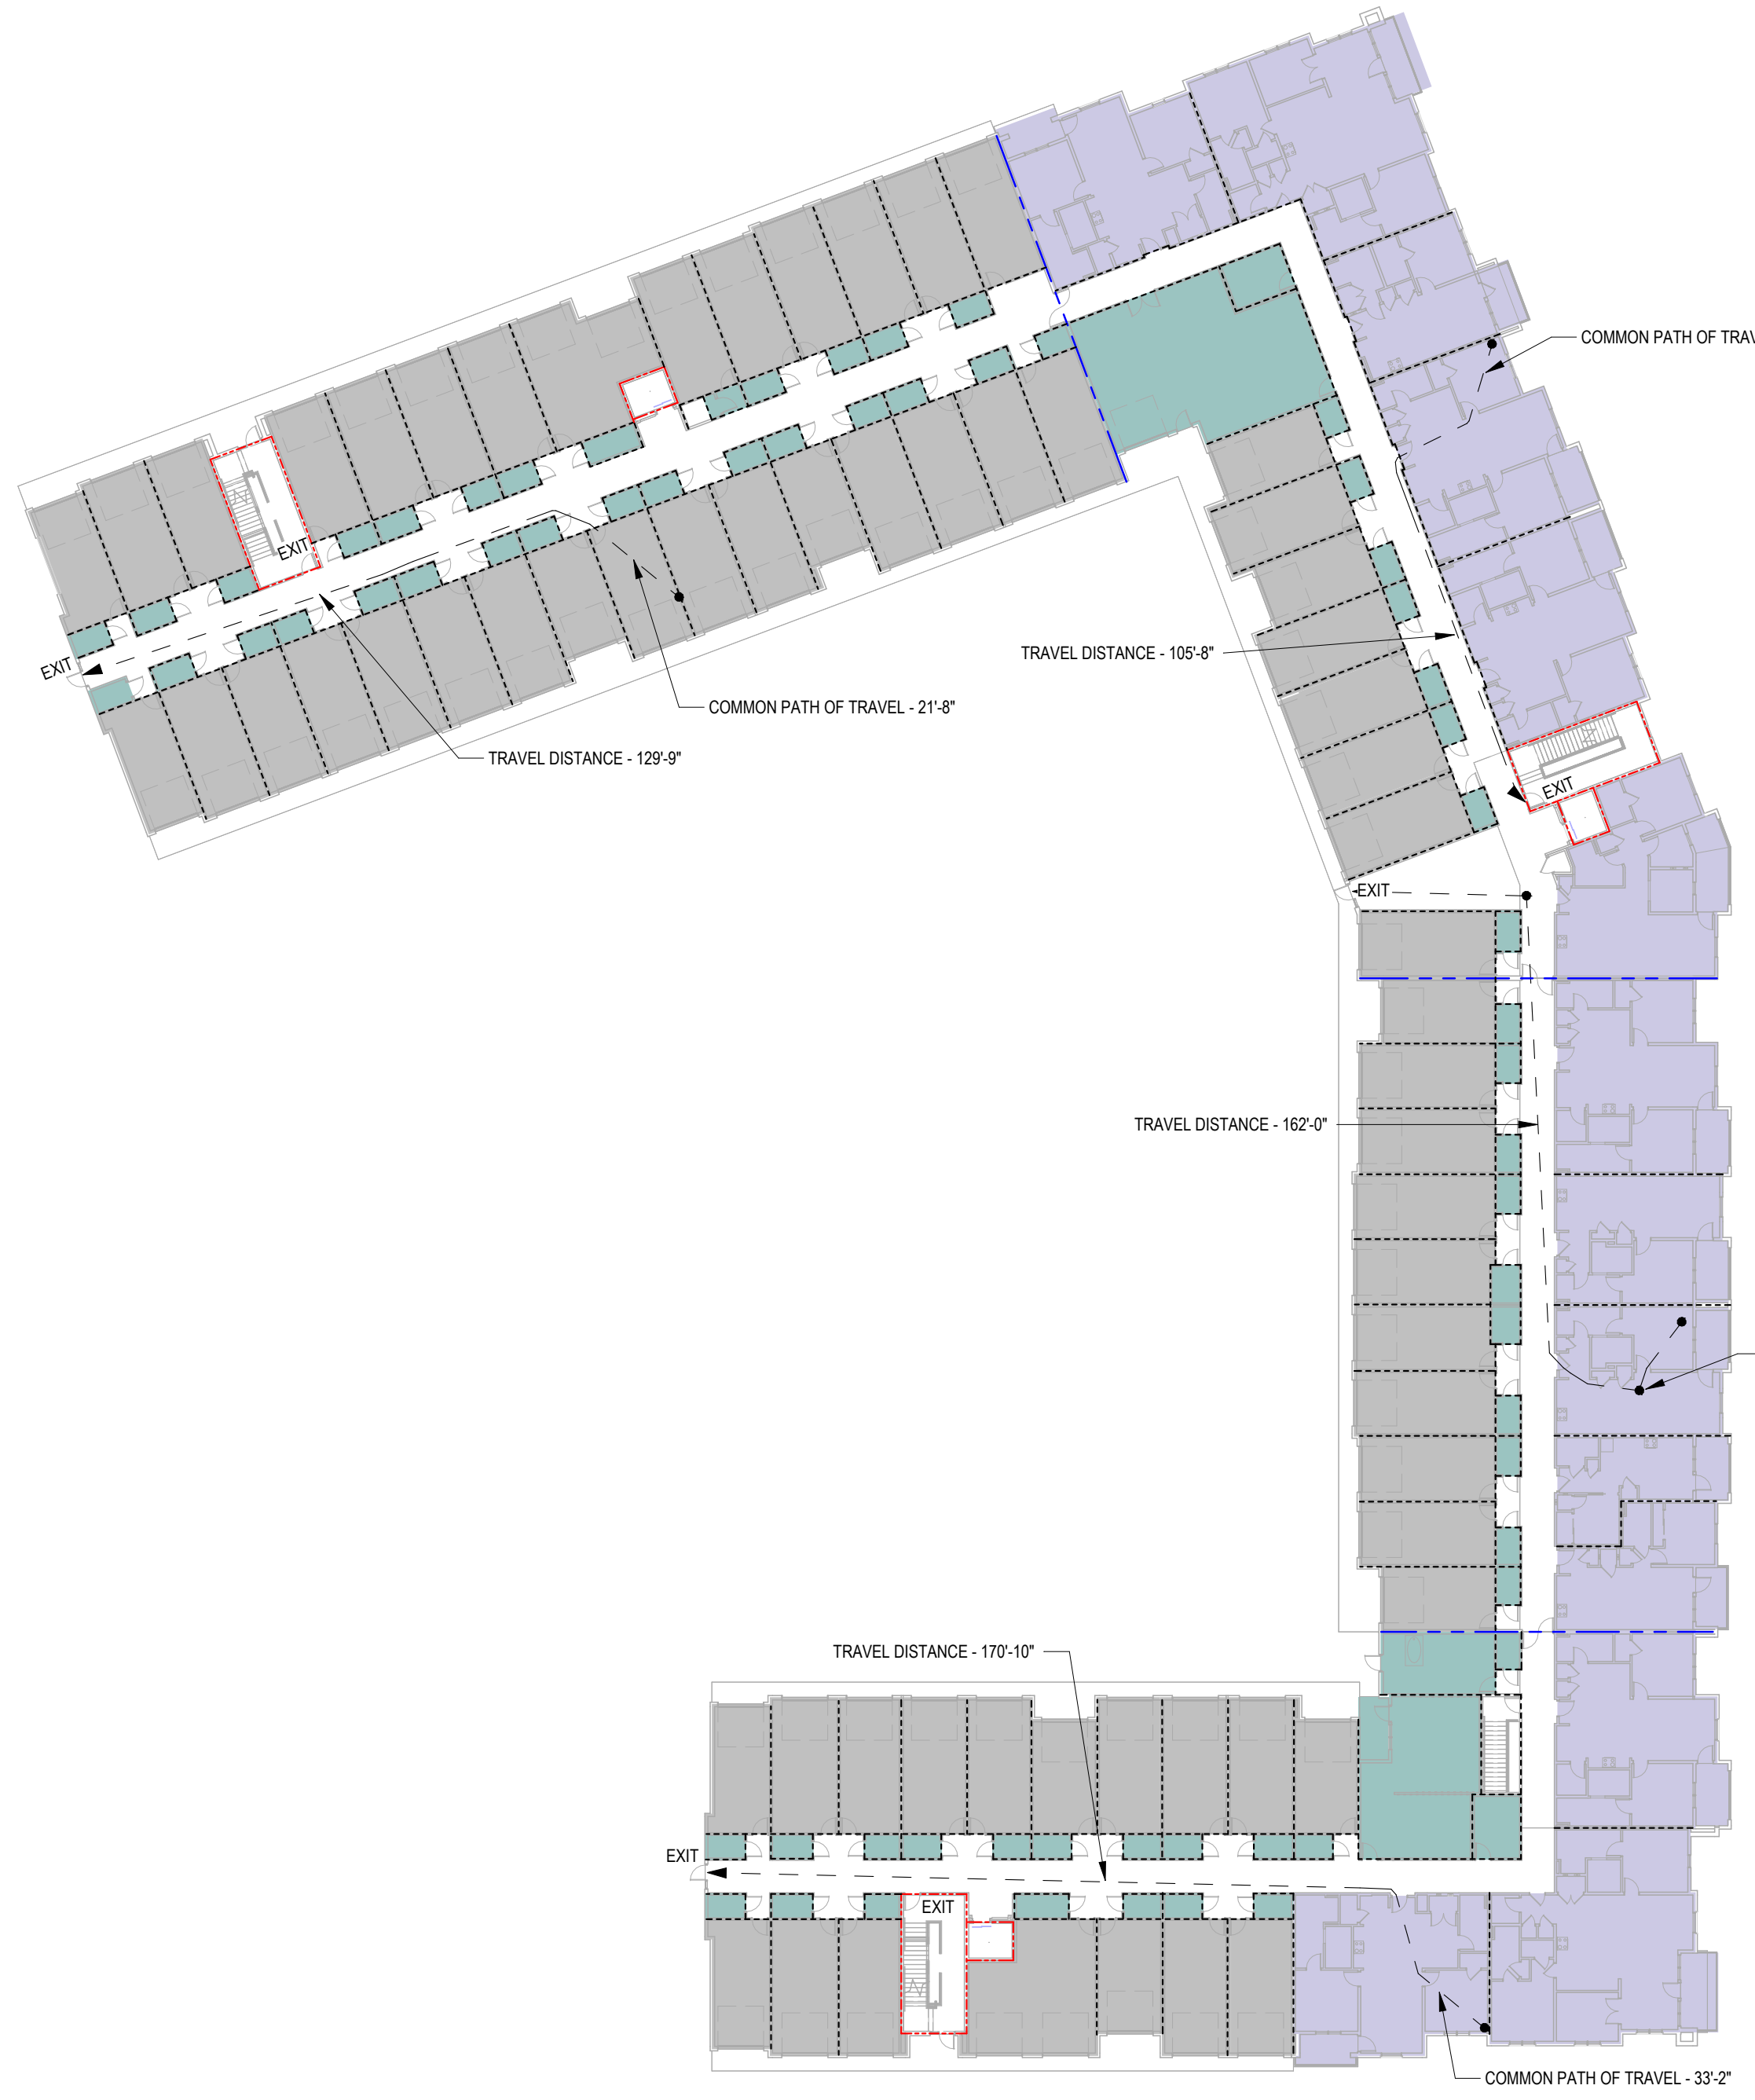 COMMON PATH OF
EXIT
TRAVEL DISTANCE - 105'-8"
EXIT
COMMON PATH OF TRAVEL - 21'-8"
TRAVEL DISTANCE - 129'-9"
EXIT
EXIT
TRAVEL DISTANCE - 162'-0"
TRAVEL DISTANCE - 170'-10"
EXIT
EXIT
COMMON PATH OF TRAVEL - 33'-2"